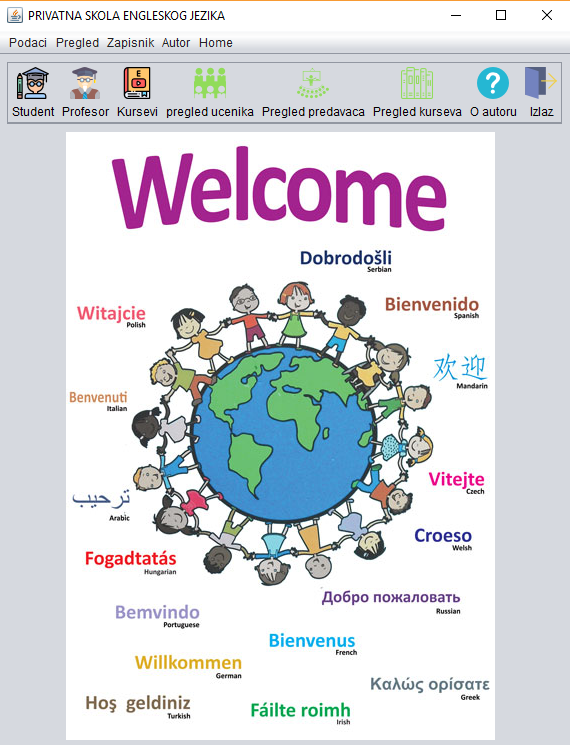 PRIVATNA SKOLA ENGLESKOG JEZIKA
Podaci Pregled Zapisnik Autor Home
Student Profesor Kursevi pregled ucenika Pregled predavaca Pregled kurseva O autoru Izlaz
Welcome
Dobrodošli
Serbian
Witajcie
Polish
Bienvenido
Spanish
欢迎
Mandarin
Benvenuti
Italian
Vitejte
Czech
ترحيب
Arabic
Croeso
Welsh
Fogadtatás
Hungarian
Добро пожаловать
Russian
Bemvindo
Portuguese
Bienvenus
French
Willkommen
German
Καλώς ορίσατε
Greek
Hoş geldiniz
Turkish
Fáilte roimh
Irish